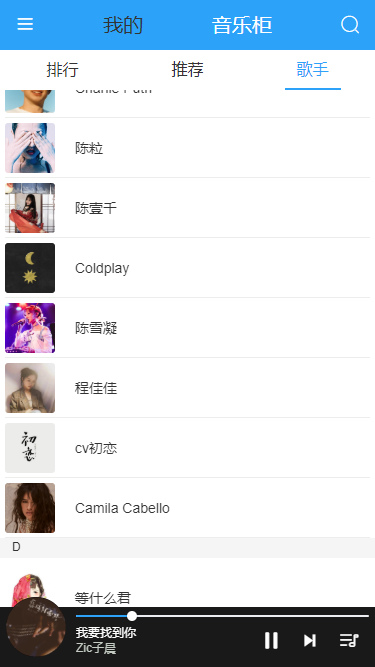 我的 音乐柜
排行 推荐 歌手
Charlie Puth
陈粒
陈壹千
Coldplay
陈雪凝
程佳佳
初恋
cv初恋
Camila Cabello
D
等什么君
我要找到你
Zic子晨